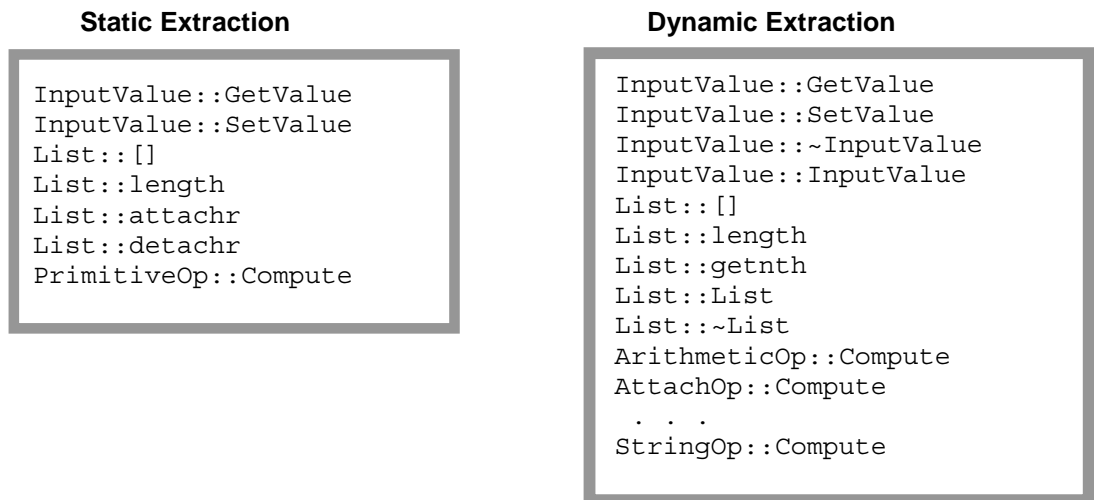 Static Extraction
InputValue::GetValue
InputValue::SetValue
List::[]
List::length
List::attachr
List::detachr
PrimitiveOp::Compute
Dynamic Extraction
InputValue::GetValue
InputValue::SetValue
InputValue::~InputValue
InputValue::InputValue
List::[]
List::length
List::getnth
List::List
List::~List
ArithmeticOp::Compute
AttachOp::Compute
. . .
StringOp::Compute